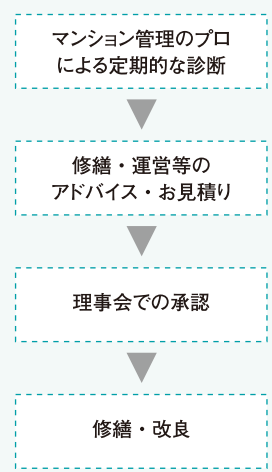 マンション管理のプロ
による定期的な診断
修繕・運営等の
アドバイス・お見積り
理事会での承認
修繕・改良